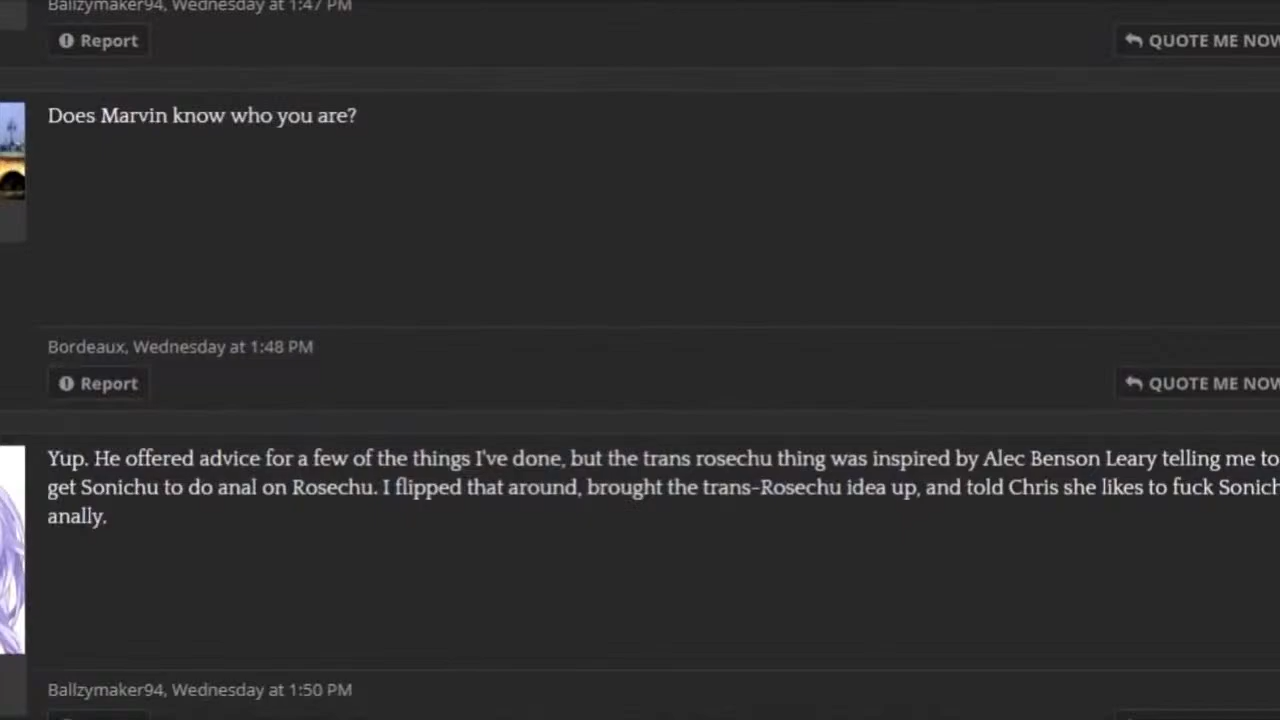 Ballzymaker94, Wednesday at 1:47 PM
Report
QUOTE ME NOW
Does Marvin know who you are?
Bordeaux, Wednesday at 1:48 PM
Report
QUOTE ME NOW
Yup. He offered advice for a few of the things I've done, but the trans rosechu thing was inspired by Alec Benson Leary telling me to
get Sonichu to do anal on Rosechu. I flipped that around, brought the trans-Rosechu idea up, and told Chris she likes to fuck Sonich
anally.
Ballzymaker94, Wednesday at 1:50 PM